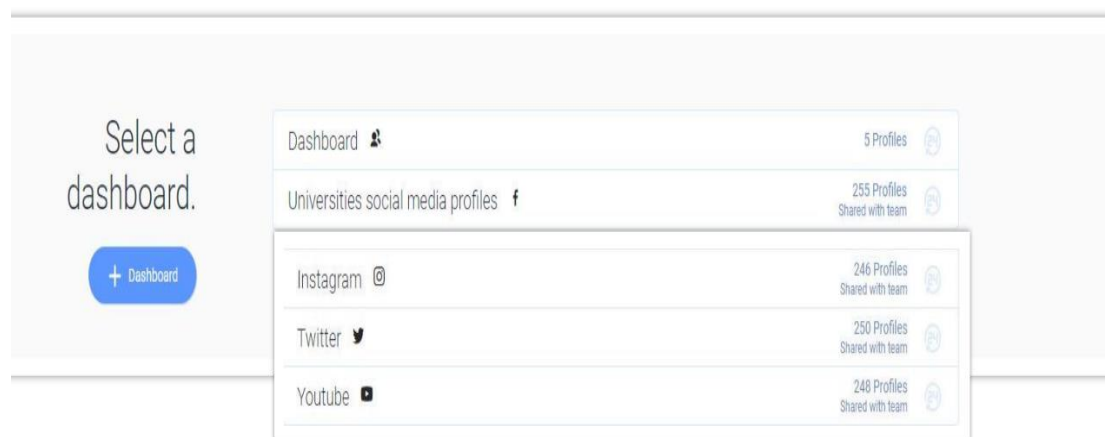 Select a
dashboard.
+ Dashboard
Dashboard 5 Profiles
Universities social media profiles 255 Profiles
Shared with team
Instagram 246 Profiles
Shared with team
Twitter 250 Profiles
Shared with team
Youtube 248 Profiles
Shared with team